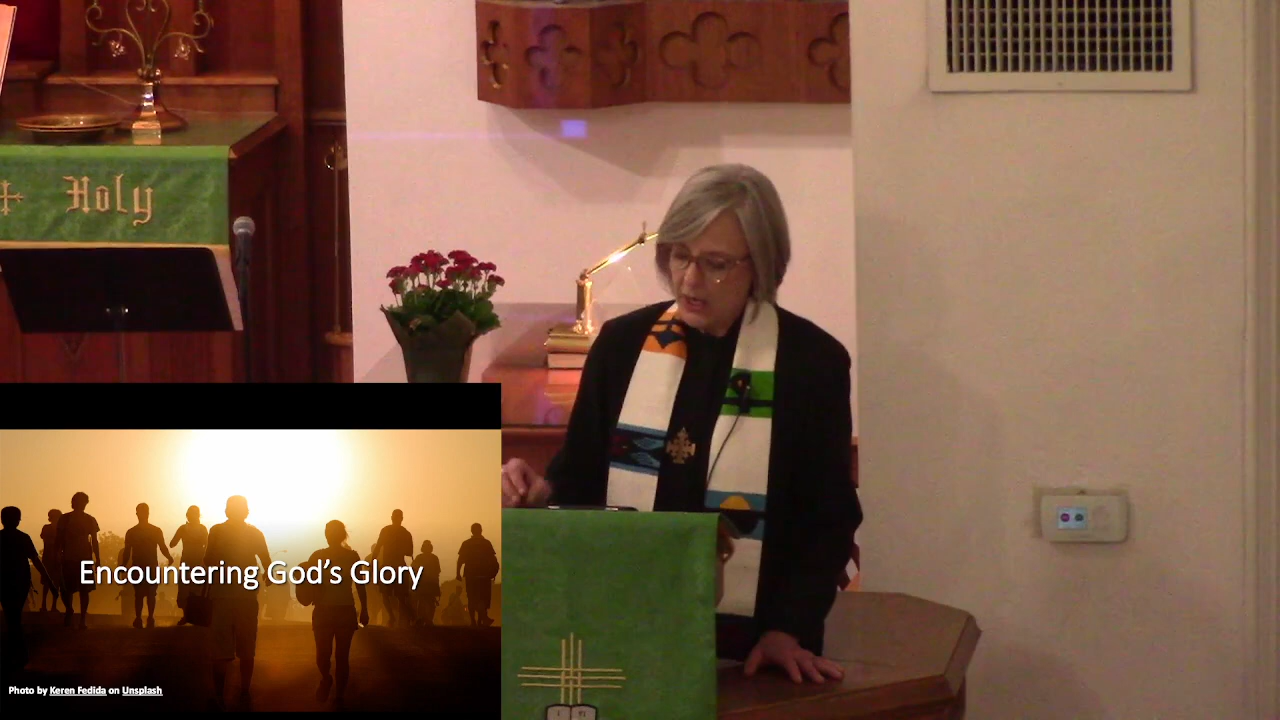 Holy
Encountering God's Glory
Photo by Keren Fedida on Unsplash